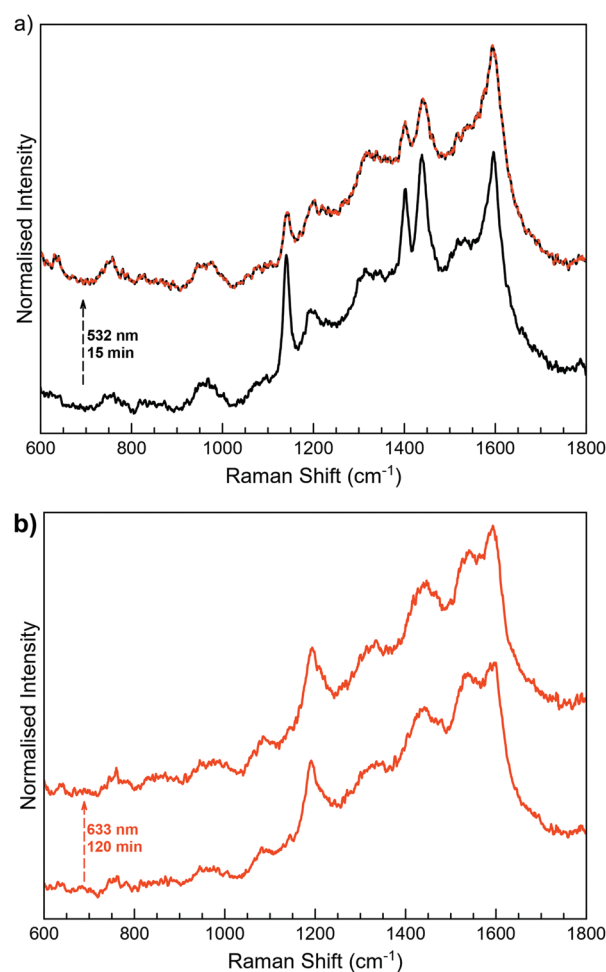 a)
Normalised Intensity
532 nm
15 min
600 800 1000 1200 1400 1600 1800
Raman Shift (cm-1)
b)
Normalised Intensity
633 nm
120 min
600 800 1000 1200 1400 1600 1800
Raman Shift (cm-1)